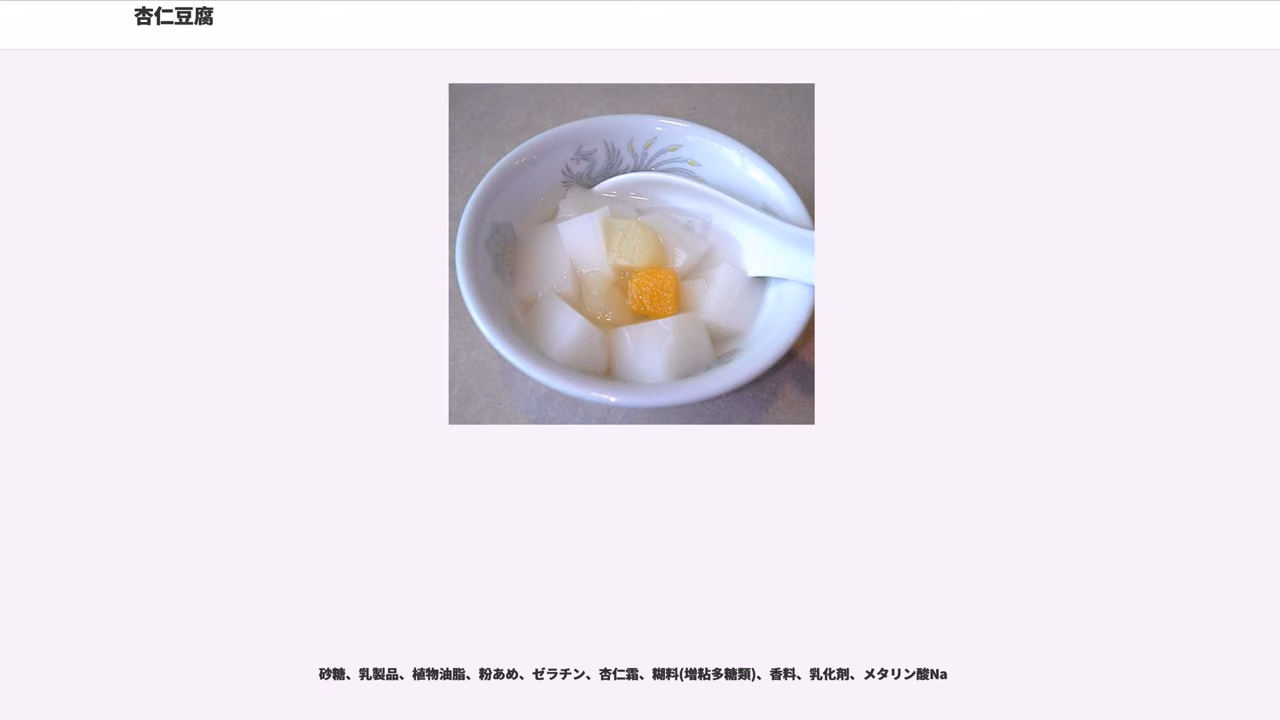 杏仁豆腐
砂糖、乳製品、植物油脂、粉あめ、ゼラチン、杏仁霜、糊料(増粘多糖類)、香料、乳化剤、メタリン酸Na